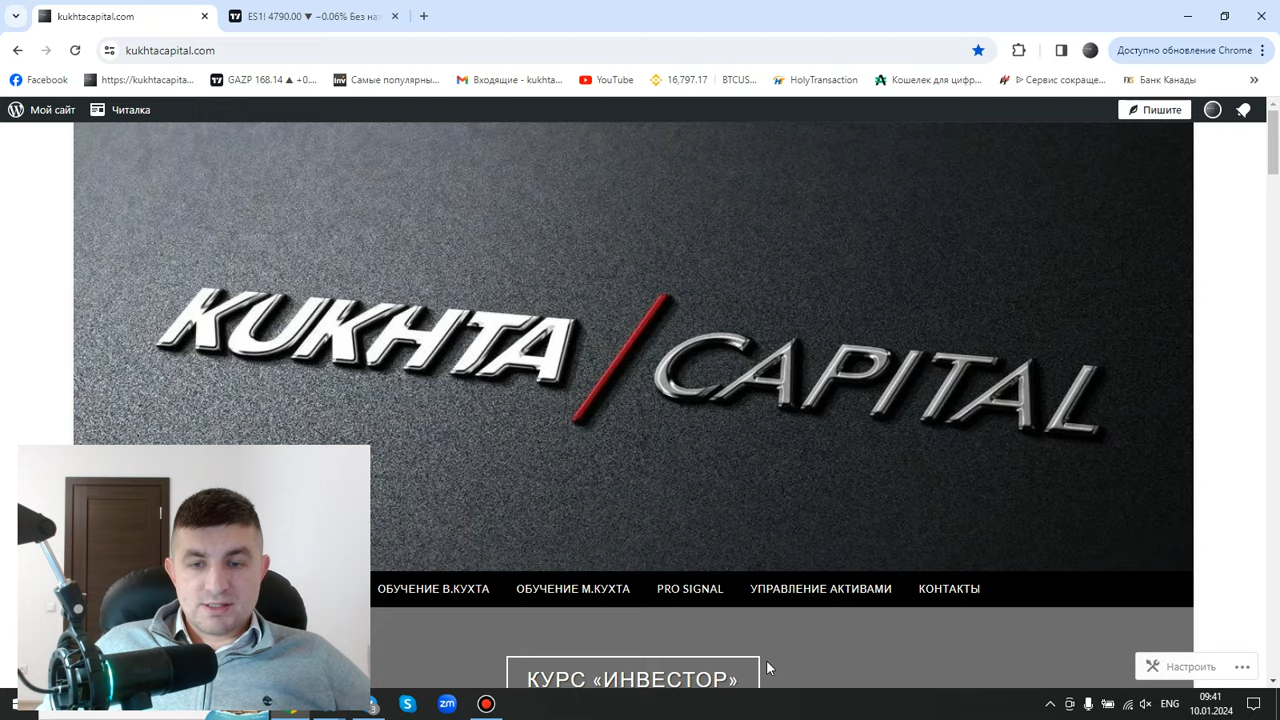 kukhtacapital.com
ES1! 4790.00 ▼ −0.06% Без наз
kukhtacapital.com
Доступно обновление Chrome
Facebook
https://kukhtacapita...
GAZP 168.14 ▲ +0....
Самые популярны...
Входящие - kukhta...
YouTube
16,797.17 | BTCUS...
HolyTransaction
Кошелек для цифр...
ᐈ Сервис сокраще...
Банк Канады
Мой сайт
Читалка
Пишите
KUKHTA / CAPITAL
ОБУЧЕНИЕ В.КУХТА
ОБУЧЕНИЕ М.КУХТА
PRO SIGNAL
УПРАВЛЕНИЕ АКТИВАМИ
КОНТАКТЫ
КУРС «ИНВЕСТОР»
Настроить
zm
ENG
09:41
10.01.2024